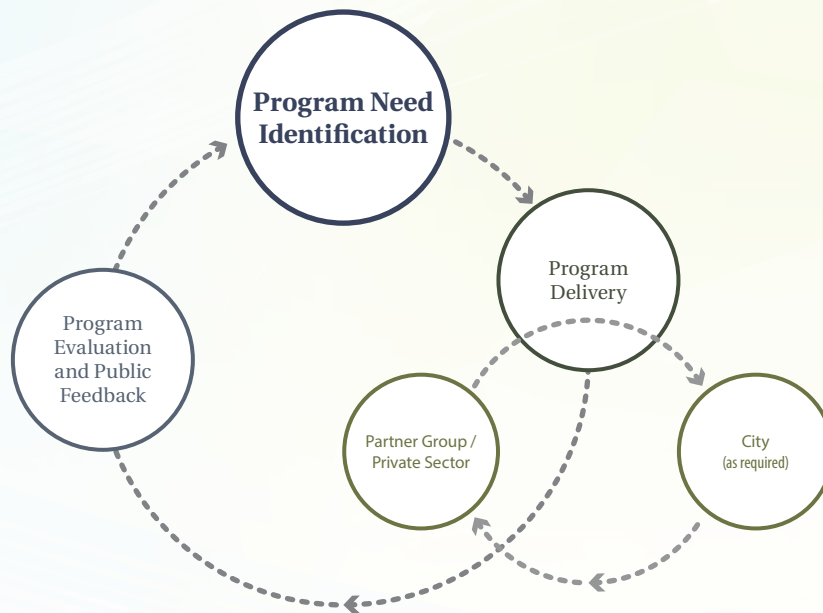 Program Need
Identification
Program
Delivery
Program
Evaluation
and Public
Feedback
Partner Group /
Private Sector
City
(as required)